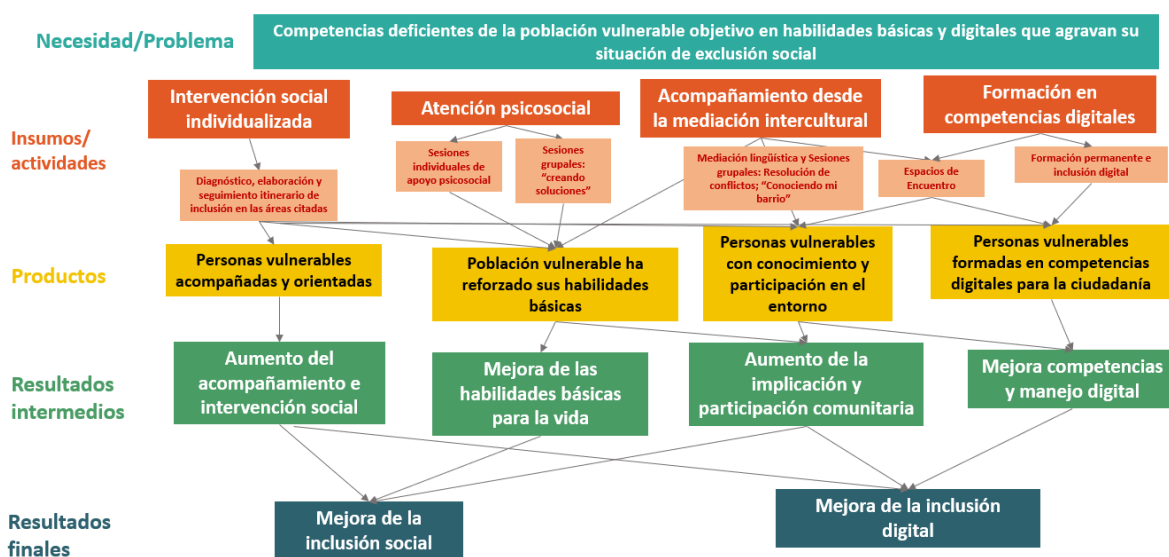 Necesidad/Problema
Competencias deficientes de la población vulnerable objetivo en habilidades básicas y digitales que agravan su
situación de exclusión social
Insumos/
actividades
Intervención social
individualizada
Atención psicosocial
Acompañamiento desde
la mediación intercultural
Formación en
competencias digitales
Diagnóstico, elaboración y
seguimiento itinerario de
inclusión en las áreas citadas
Sesiones
individuales de
apoyo psicosocial
Sesiones
grupales:
"creando
soluciones"
Mediación lingüística y Sesiones
grupales: Resolución de
conflictos; "Conociendo mi
barrio"
Espacios de
Encuentro
Formación permanente e
inclusión digital
Productos
Personas vulnerables
acompañadas y orientadas
Población vulnerable ha
reforzado sus habilidades
básicas
Personas vulnerables
con conocimiento y
participación en el
entorno
Personas vulnerables
formadas en competencias
digitales para la ciudadanía
Resultados
intermedios
Aumento del
acompañamiento e
intervención social
Mejora de las
habilidades básicas
para la vida
Aumento de la
implicación y
participación comunitaria
Mejora competencias
y manejo digital
Resultados
finales
Mejora de la
inclusión social
Mejora de la inclusión
digital